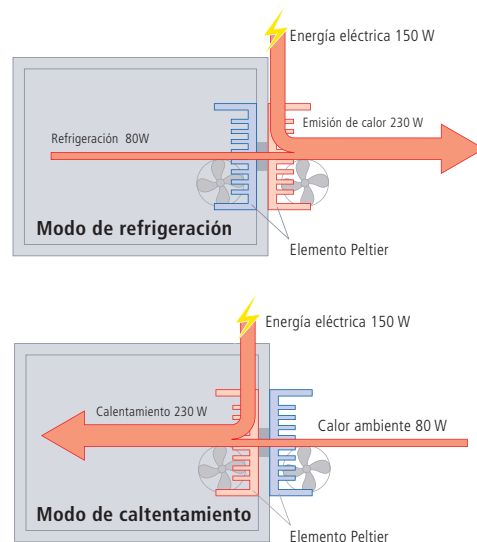 Energía eléctrica 150 W
Emisión de calor 230 W
Refrigeración 80W
Modo de refrigeración
Elemento Peltier
Energía eléctrica 150 W
Calentamiento 230 W
Calor ambiente 80 W
Modo de caltentamiento
Elemento Peltier